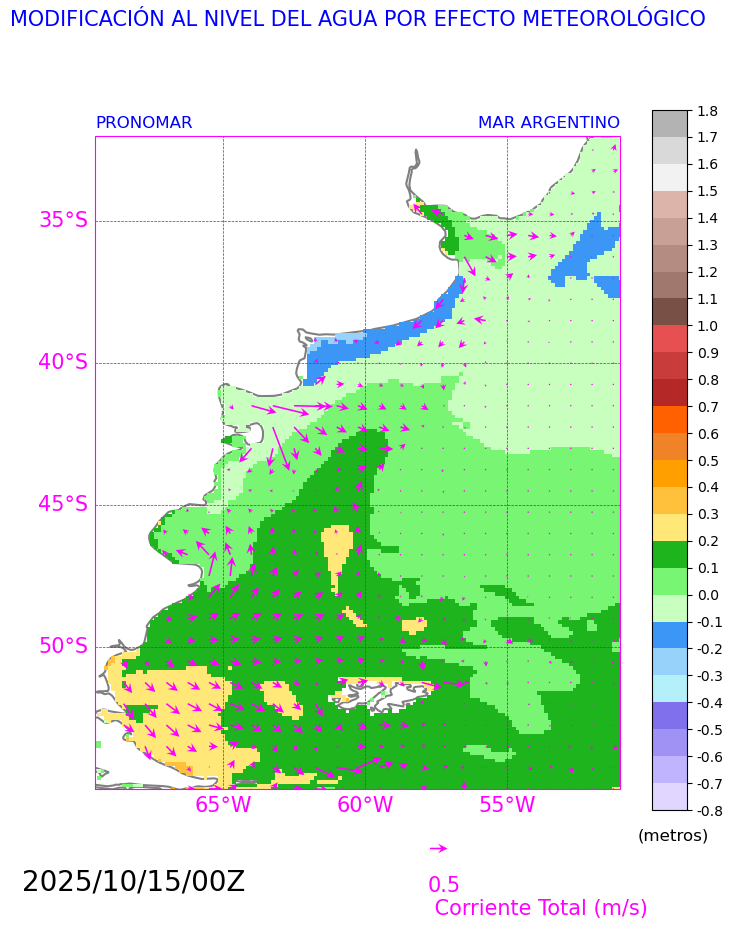 MODIFICACIÓN AL NIVEL DEL AGUA POR EFECTO METEOROLÓGICO
PRONOMAR
MAR ARGENTINO
35°S
40°S
45°S
50°S
65°W
60°W
55°W
1.8
1.7
1.6
1.5
1.4
1.3
1.2
1.1
1.0
0.9
0.8
0.7
0.6
0.5
0.4
0.3
0.2
0.1
0.0
-0.1
-0.2
-0.3
-0.4
-0.5
-0.6
-0.7
-0.8
(metros)
2025/10/15/00Z
0.5
Corriente Total (m/s)